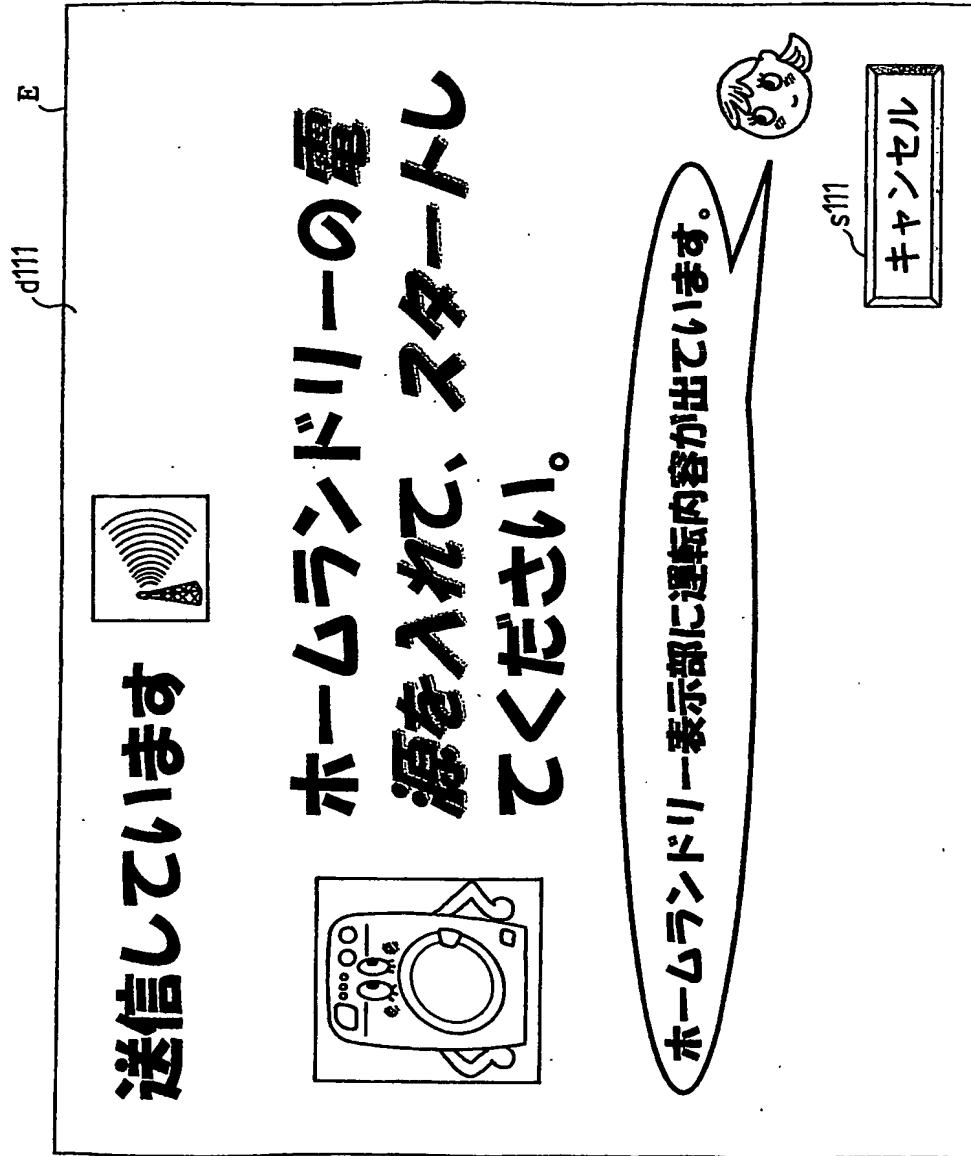 E
d111
送信しています
ホームランドリーの電
源を入れて、スタートし
てください。
ホームランドリー表示部に運転内容が出ています。
s111
キャンセル